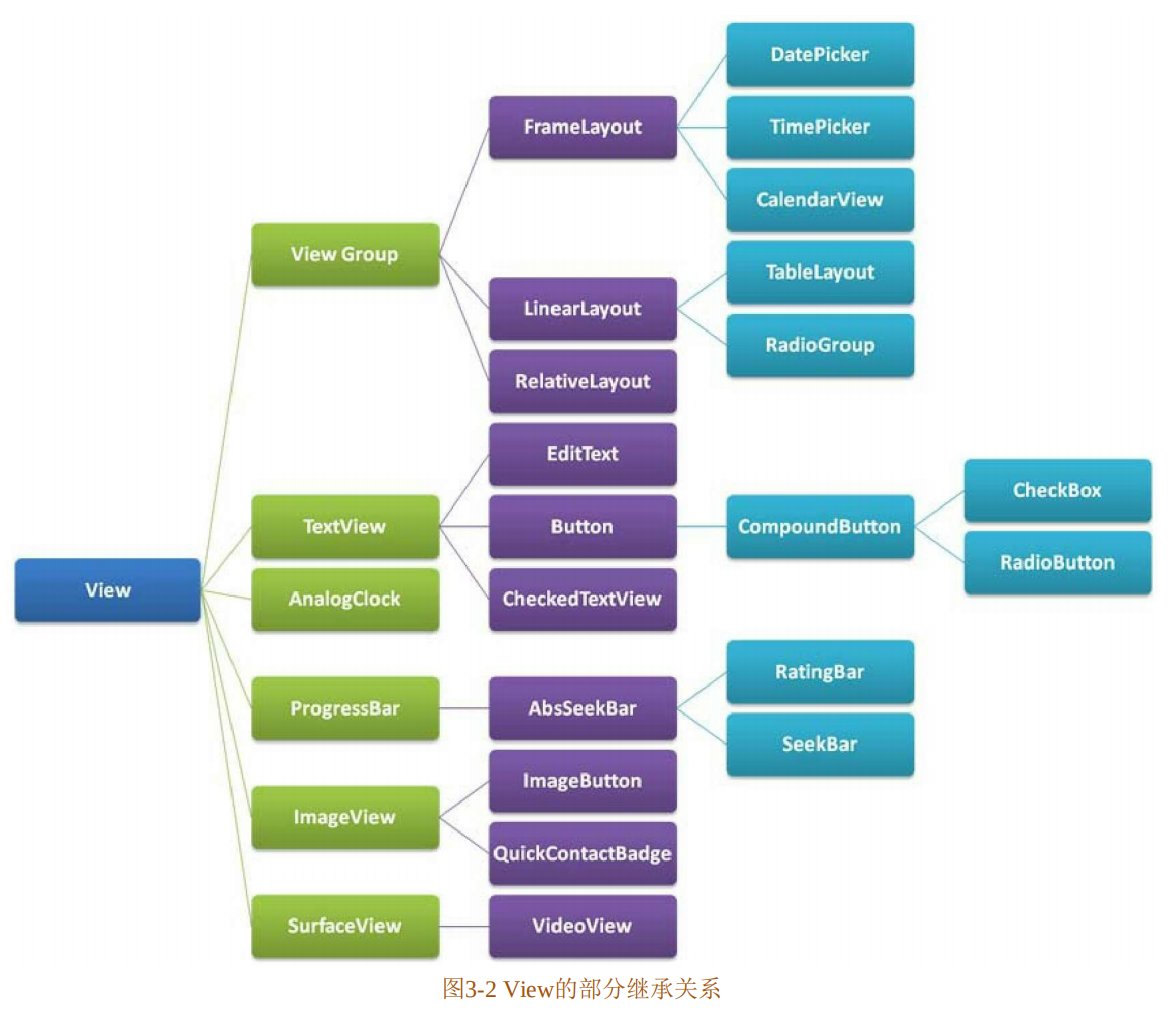 DatePicker
FrameLayout
TimePicker
CalendarView
View Group
TableLayout
LinearLayout
RadioGroup
RelativeLayout
EditText
CheckBox
TextView
Button
CompoundButton
RadioButton
View
AnalogClock
CheckedTextView
RatingBar
ProgressBar
AbsSeekBar
SeekBar
ImageButton
ImageView
QuickContactBadge
SurfaceView
VideoView
图3-2 View的部分继承关系